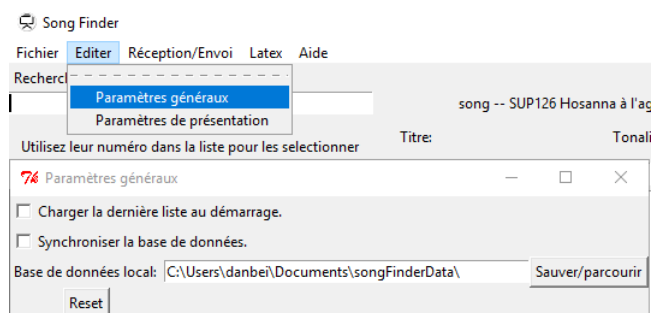 Song Finder
Fichier Editer Réception/Envoi Latex Aide
Recherc
Paramètres généraux
song -- SUP126 Hosanna à l'ag
Paramètres de présentation
Titre: Tonali
Utilisez leur numéro dans la liste pour les selectionner
Paramètres généraux
Charger la dernière liste au démarrage.
Synchroniser la base de données.
Base de données local: C:\Users\danbei\Documents\songFinderData\ Sauver/parcourir
Reset